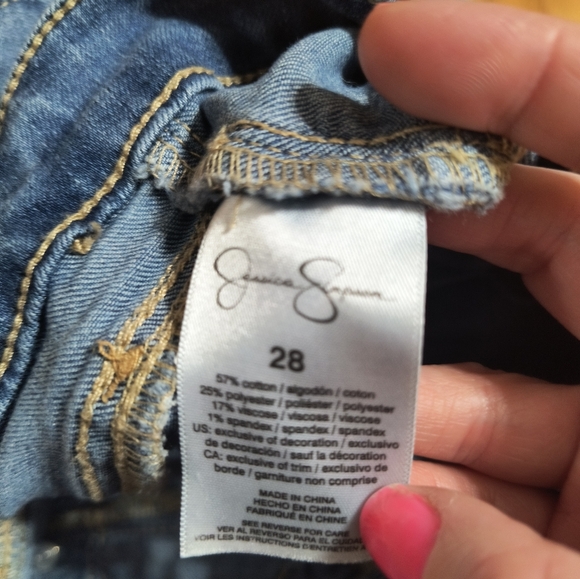 Jessica Simpson
28
57% cotton / algodón / coton
25% polyester / poliéster / polyester
17% viscose / viscosa / viscose
1% spandex / spandex / spandex
US: exclusive of decoration / exclusivo
de decoración / sauf la décoration
CA: exclusive of trim / exclusivo de
borde / garniture non comprise
MADE IN CHINA
HECHO EN CHINA
FABRIQUÉ EN CHINE
SEE REVERSE FOR CARE
VER AL REVERSO PARA EL CUIDADO
VOIR LES INSTRUCTIONS D'ENTRETIEN A